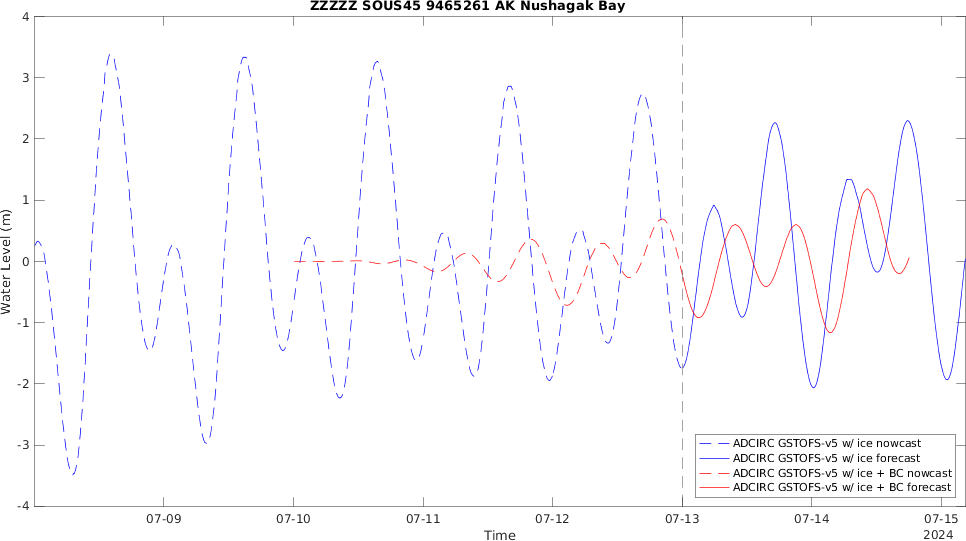 ZZZZZ SOUS45 9465261 AK Nushagak Bay
4
3
2
1
0
-1
-2
-3
-4
Water Level (m)
07-09
07-10
07-11
07-12
07-13
07-14
07-15
Time
2024
ADCIRC GSTOFS-v5 w/ ice nowcast
ADCIRC GSTOFS-v5 w/ ice forecast
ADCIRC GSTOFS-v5 w/ ice + BC nowcast
ADCIRC GSTOFS-v5 w/ ice + BC forecast